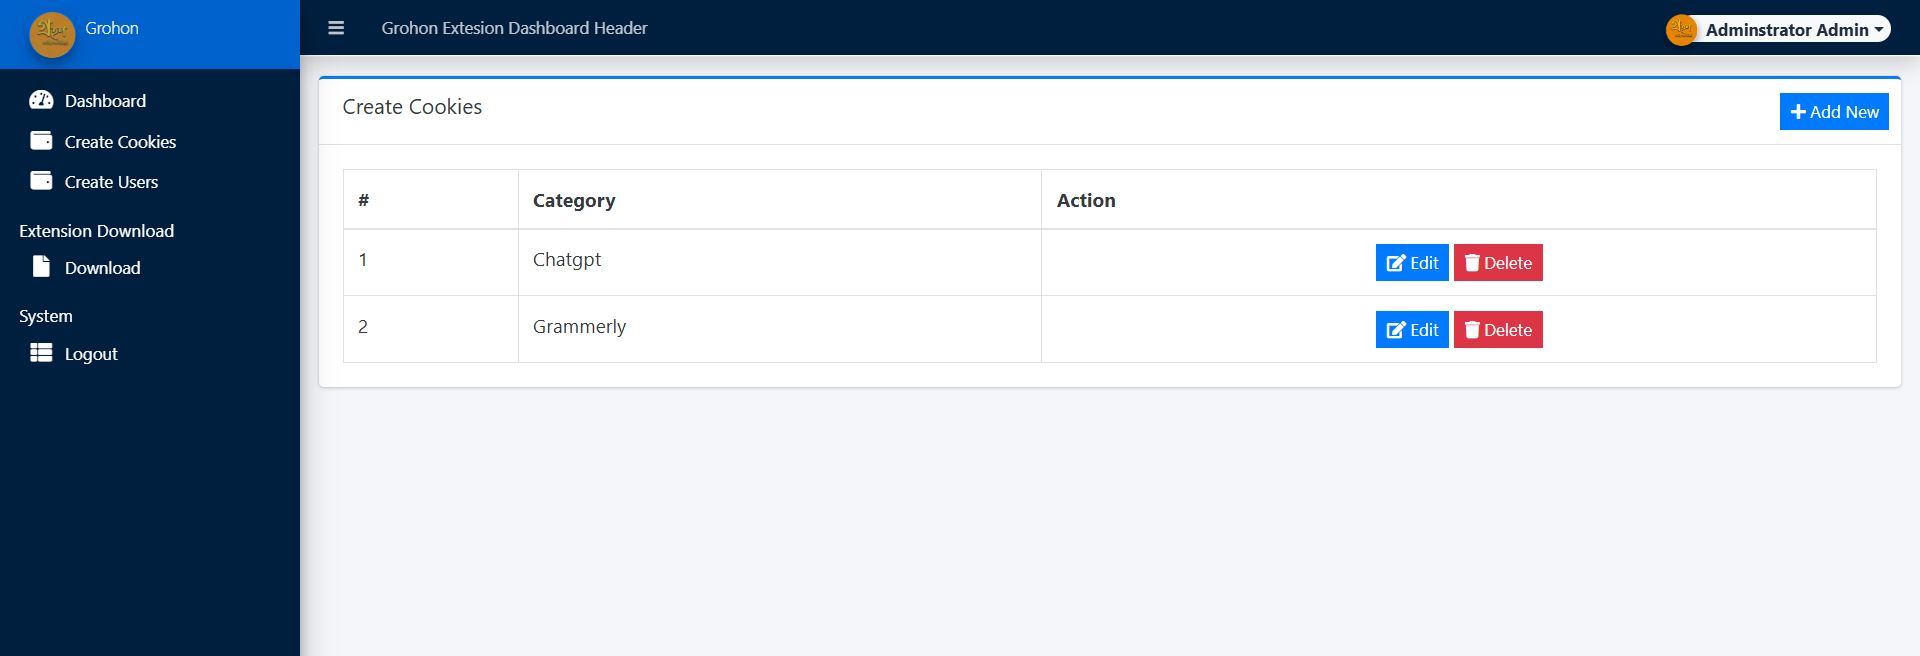 Grohon
Grohon Extesion Dashboard Header
Adminstrator Admin
Dashboard
Create Cookies
Create Users
Extension Download
Download
System
Logout
Create Cookies
Add New
# Category Action
1 Chatgpt Edit Delete
2 Grammerly Edit Delete